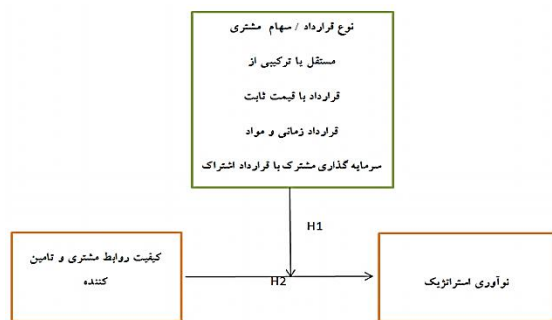 نوع قرارداد / سهام مشتری
مستقل یا ترکیبی از
قرارداد با قیمت ثابت
قرارداد زمانی و مواد
سرمایه گذاری مشترک با قرارداد اشتراک
H1
کیفیت روابط مشتری و تامین
کننده
H2
نوآوری استراتژیک